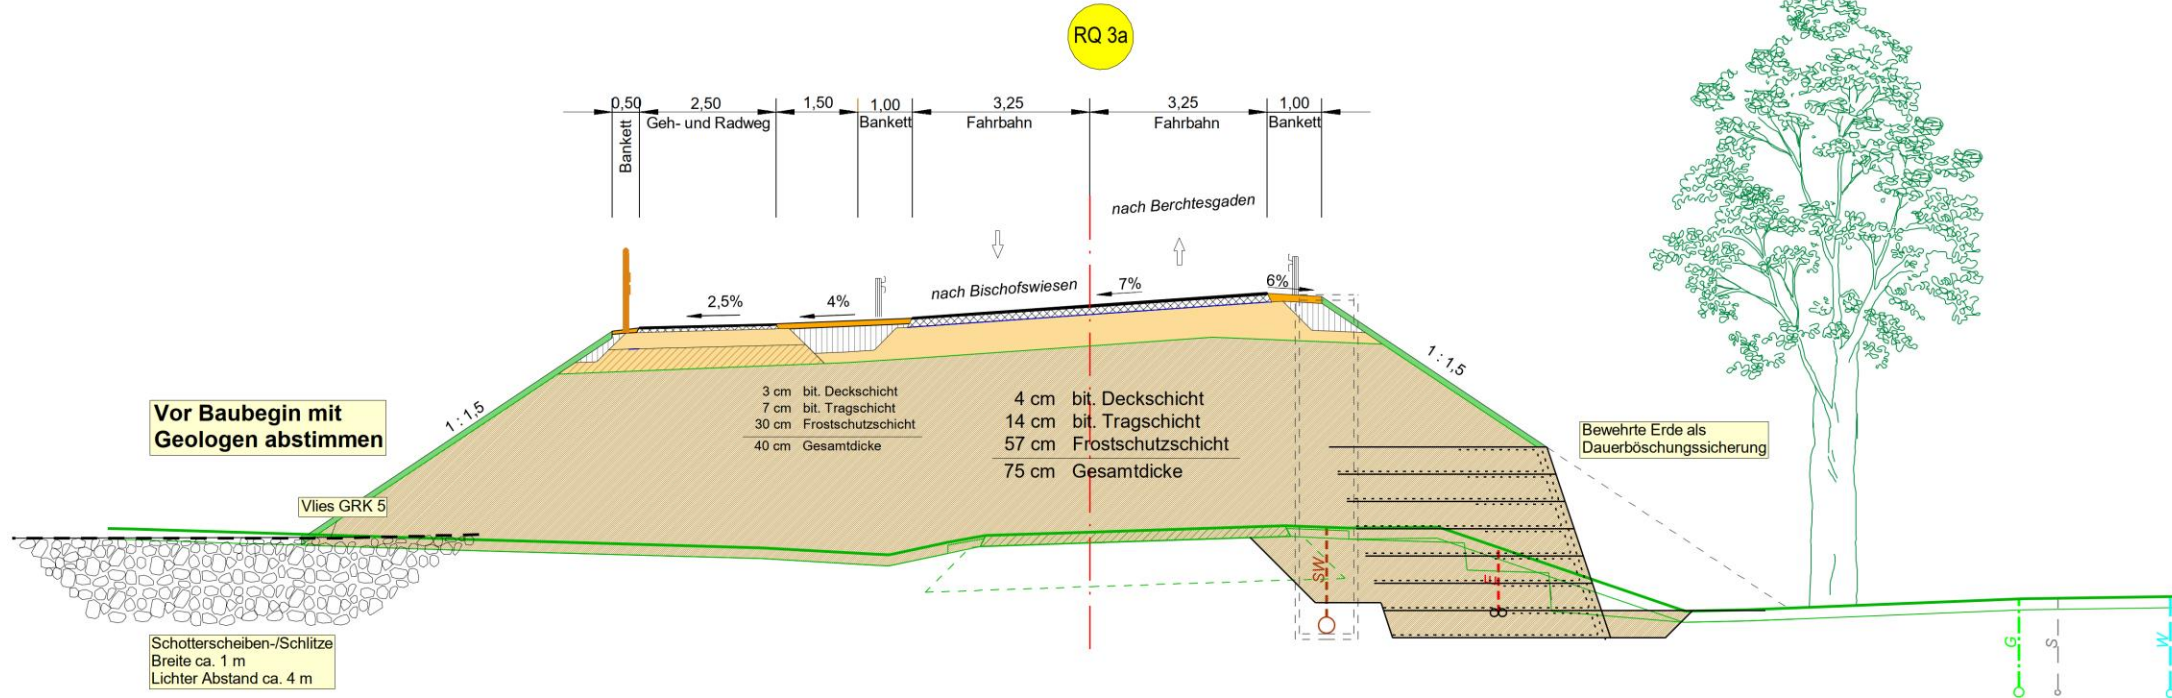 RQ 3a
0,50 2,50 1,50 1,00 3,25 3,25 1,00
Bankett Geh- und Radweg Bankett Fahrbahn Fahrbahn Bankett
nach Berchtesgaden
nach Bischofswiesen
2,5% 4% 7% 6%
1 : 1,5
1 : 1,5
3 cm bit. Deckschicht
7 cm bit. Tragschicht
30 cm Frostschutzschicht
40 cm Gesamtdicke
4 cm bit. Deckschicht
14 cm bit. Tragschicht
57 cm Frostschutzschicht
75 cm Gesamtdicke
Vor Baubegin mit
Geologen abstimmen
Bewehrte Erde als
Dauerböschungssicherung
Vlies GRK 5
SW
F
Schotterscheiben-/Schlitze
Breite ca. 1 m
Lichter Abstand ca. 4 m
G S W